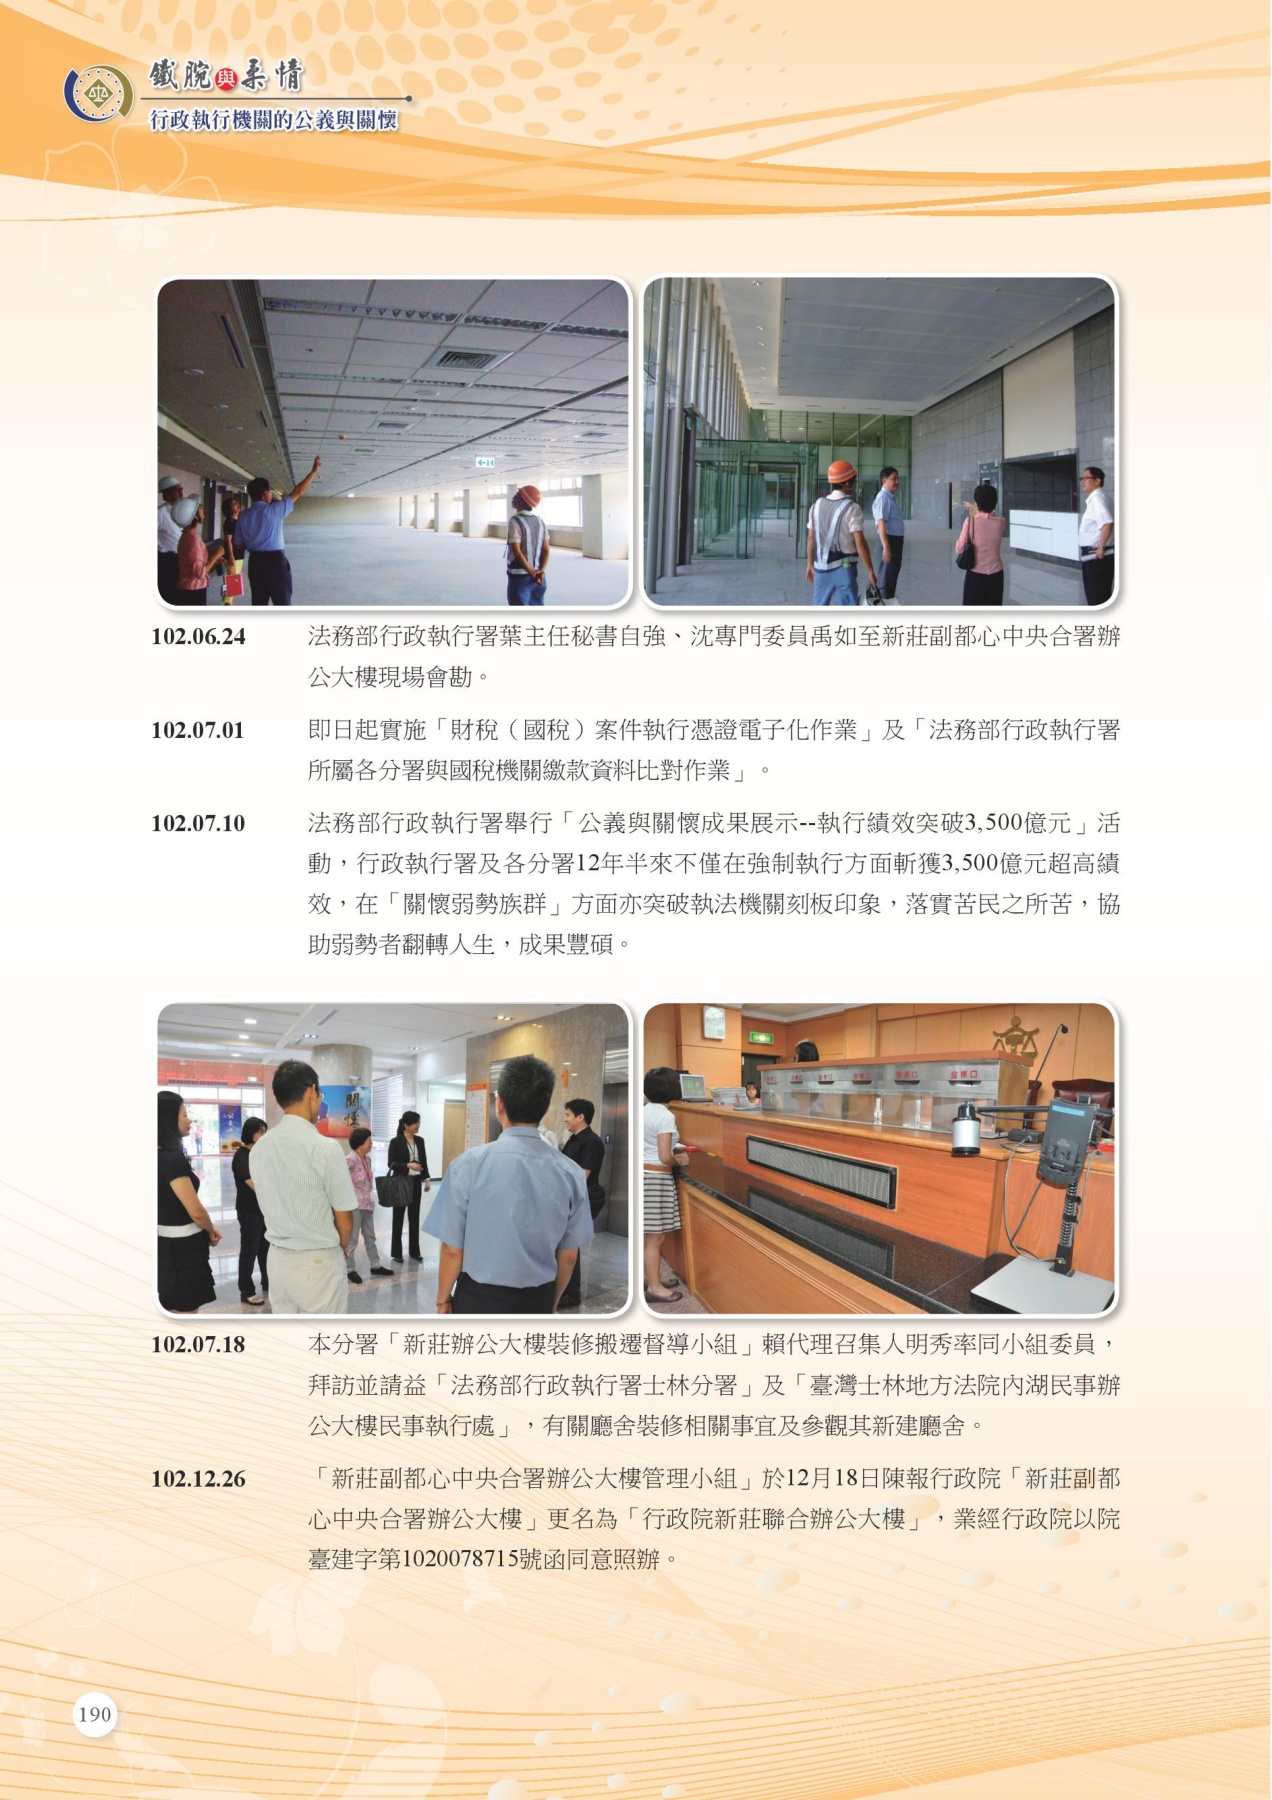 鐵腕與柔情
行政執行機關的公義與關懷
102.06.24 法務部行政執行署葉主任秘書自強、沈專門委員禹如至新莊副都心中央合署辦
公大樓現場會勘。
102.07.01 即日起實施「財稅（國稅）案件執行憑證電子化作業」及「法務部行政執行署
所屬各分署與國稅機關繳款資料比對作業」。
102.07.10 法務部行政執行署舉行「公義與關懷成果展示--執行績效突破3,500億元」活
動，行政執行署及各分署12年半來不僅在強制執行方面斬獲3,500億元超高績
效，在「關懷弱勢族群」方面亦突破執法機關刻板印象，落實苦民之所苦，協
助弱勢者翻轉人生，成果豐碩。
關懷
投標口
102.07.18 本分署「新莊辦公大樓裝修搬遷督導小組」賴代理召集人明秀率同小組委員，
拜訪並請益「法務部行政執行署士林分署」及「臺灣士林地方法院內湖民事辦
公大樓民事執行處」，有關廳舍裝修相關事宜及參觀其新建廳舍。
102.12.26 「新莊副都心中央合署辦公大樓管理小組」於12月18日陳報行政院「新莊副都
心中央合署辦公大樓」更名為「行政院新莊聯合辦公大樓」，業經行政院以院
臺建字第1020078715號函同意照辦。
190